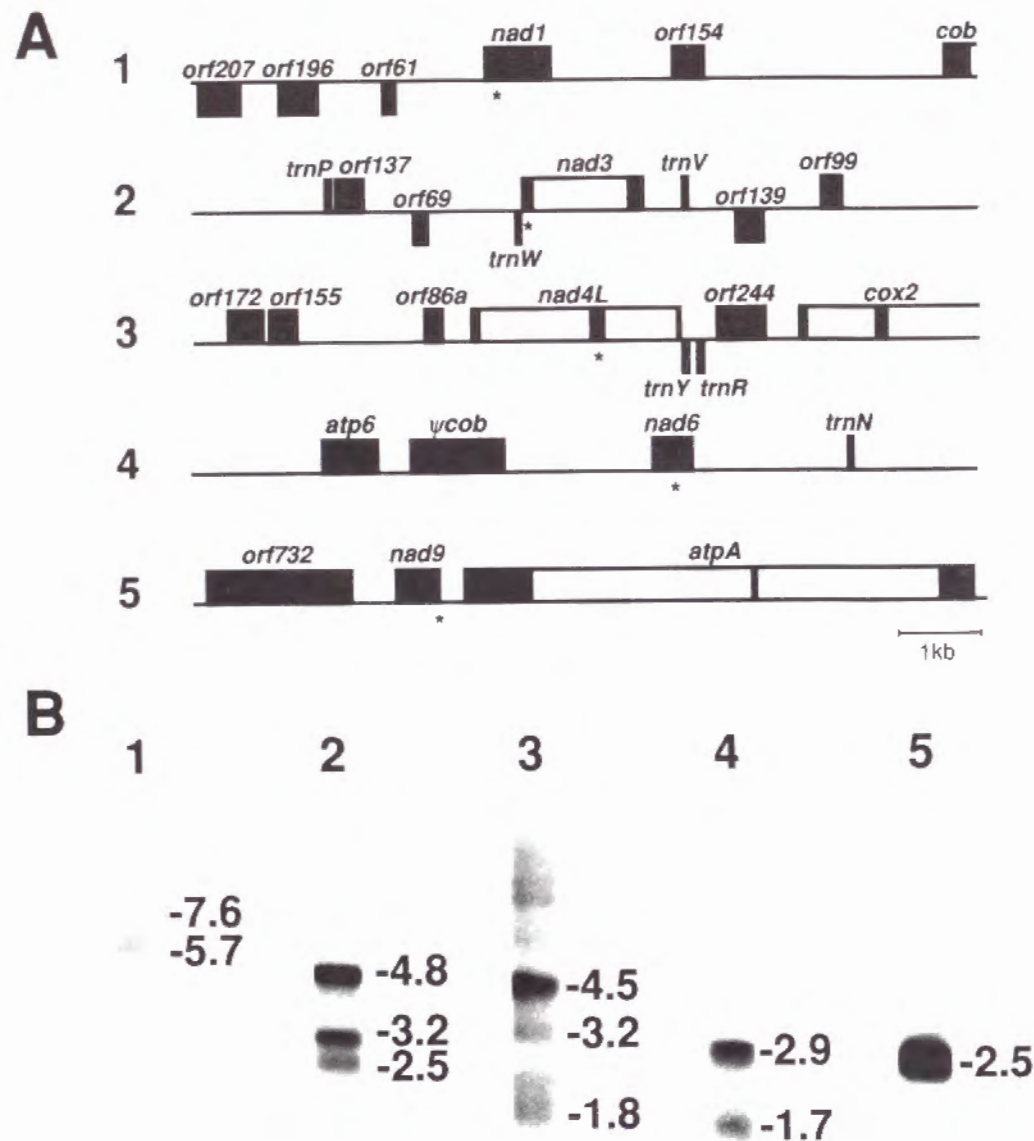 A
1
nad1 orf154 cob
orf207 orf196 orf61
*
2
trnP orf137 nad3 trnV orf99
orf69 orf139
*
trnW
3
orf172 orf155 orf86a nad4L orf244 cox2
*
trnY trnR
4
atp6 ψcob nad6 trnN
*
5
orf732 nad9 atpA
*
1kb
B
1 2 3 4 5
-7.6
-5.7
-4.8 -4.5
-3.2 -3.2 -2.9 -2.5
-2.5
-1.8 -1.7